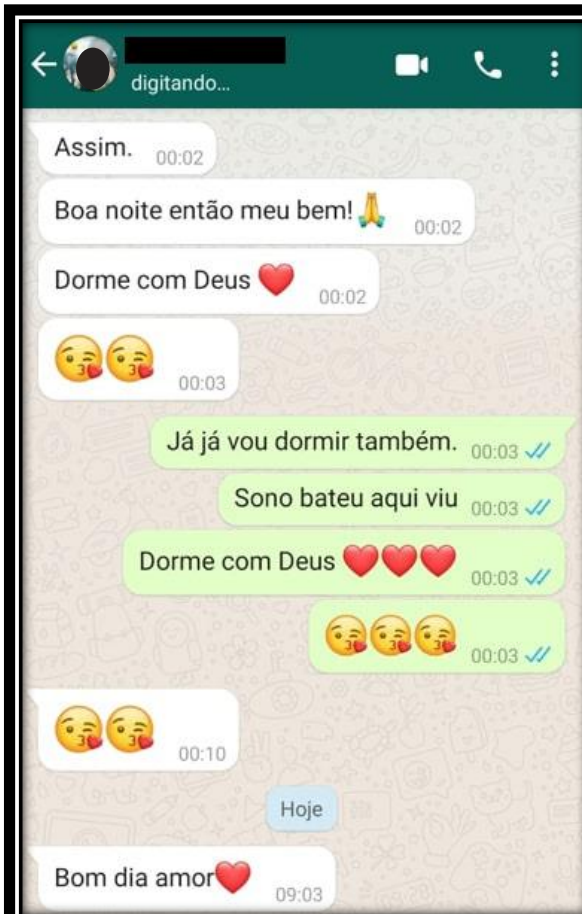 digitando...
Assim. 00:02
Boa noite então meu bem!🙏 00:02
Dorme com Deus ❤️ 00:02
😘😘 00:03
Já já vou dormir também. 00:03
Sono bateu aqui viu 00:03
Dorme com Deus ❤️❤️❤️ 00:03
😘😘😘 00:03
😘😘 00:10
Hoje
Bom dia amor❤️ 09:03